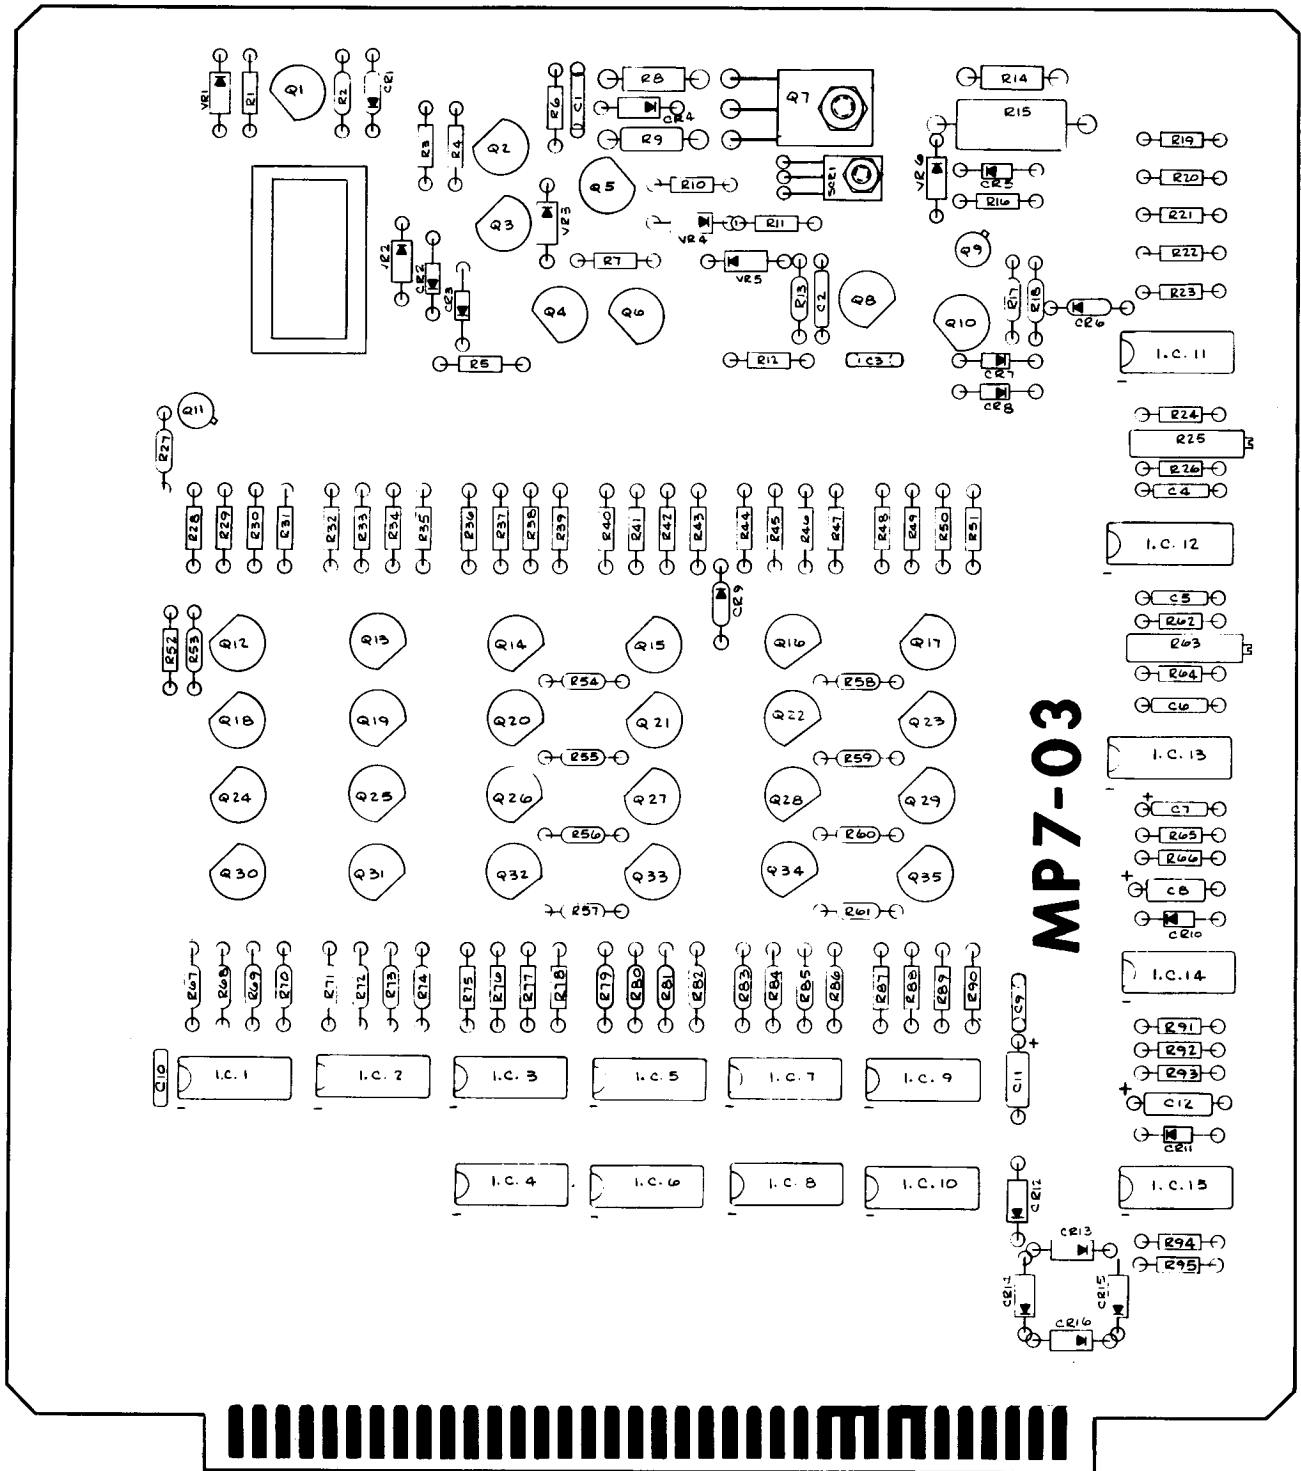 VR1
R1
Q1
R2
CR1
R3
R4
Q2
R6
C1
R8
CR4
R9
Q7
R14
R15
SCR1
VR6
CR5
R16
R19
R20
R21
R22
R23
Q3
VR3
Q5
R10
VR4
R11
VR2
CR2
CR3
R7
VR5
R13
C2
Q8
Q9
R17
R18
CR6
Q4
Q6
Q10
R5
R12
C3
CR7
CR8
I.C. 11
Q11
R27
R24
R25
R26
C4
R28
R29
R30
R31
R32
R33
R34
R35
R36
R37
R38
R39
R40
R41
R42
R43
R44
R45
R46
R47
R48
R49
R50
R51
I.C. 12
CR9
C5
R62
R63
R64
C6
R52
R53
Q12
Q13
Q14
Q15
Q16
Q17
R54
R58
Q18
Q19
Q20
Q21
Q22
Q23
R55
R59
MP7-03
I.C. 13
Q24
Q25
Q26
Q27
Q28
Q29
R56
R60
+
C7
R65
R66
+
C8
CR10
Q30
Q31
Q32
Q33
Q34
Q35
R57
R61
R67
R68
R69
R70
R71
R72
R73
R74
R75
R76
R77
R78
R79
R80
R81
R82
R83
R84
R85
R86
R87
R88
R89
R90
C9
I.C. 14
+
C11
R91
R92
R93
+
C12
CR11
C10
I.C. 1
I.C. 2
I.C. 3
I.C. 5
I.C. 7
I.C. 9
I.C. 4
I.C. 6
I.C. 8
I.C. 10
CR12
I.C. 15
CR13
R94
R95
CR14
CR15
CR16